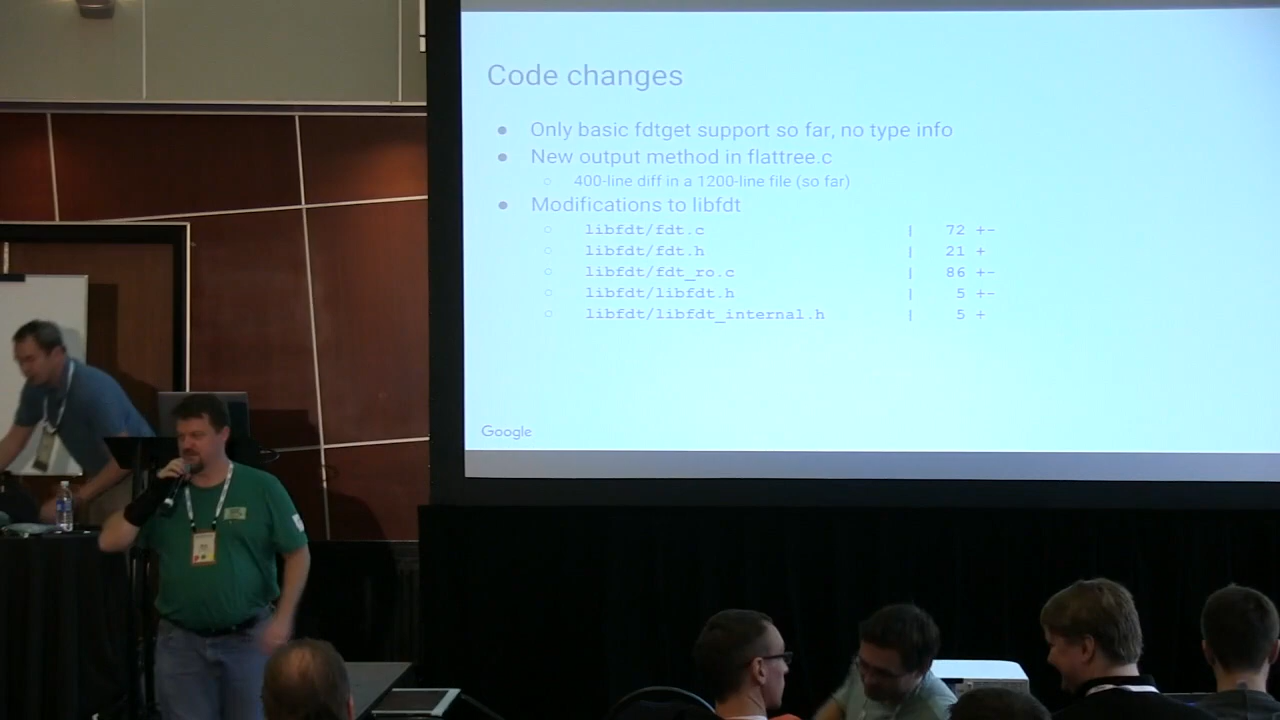 Code changes
● Only basic fdtget support so far, no type info
● New output method in flattree.c
○ 400-line diff in a 1200-line file (so far)
● Modifications to libfdt
○ libfdt/fdt.c | 72 +-
○ libfdt/fdt.h | 21 +
○ libfdt/fdt_ro.c | 86 +-
○ libfdt/libfdt.h | 5 +-
○ libfdt/libfdt_internal.h | 5 +
Google